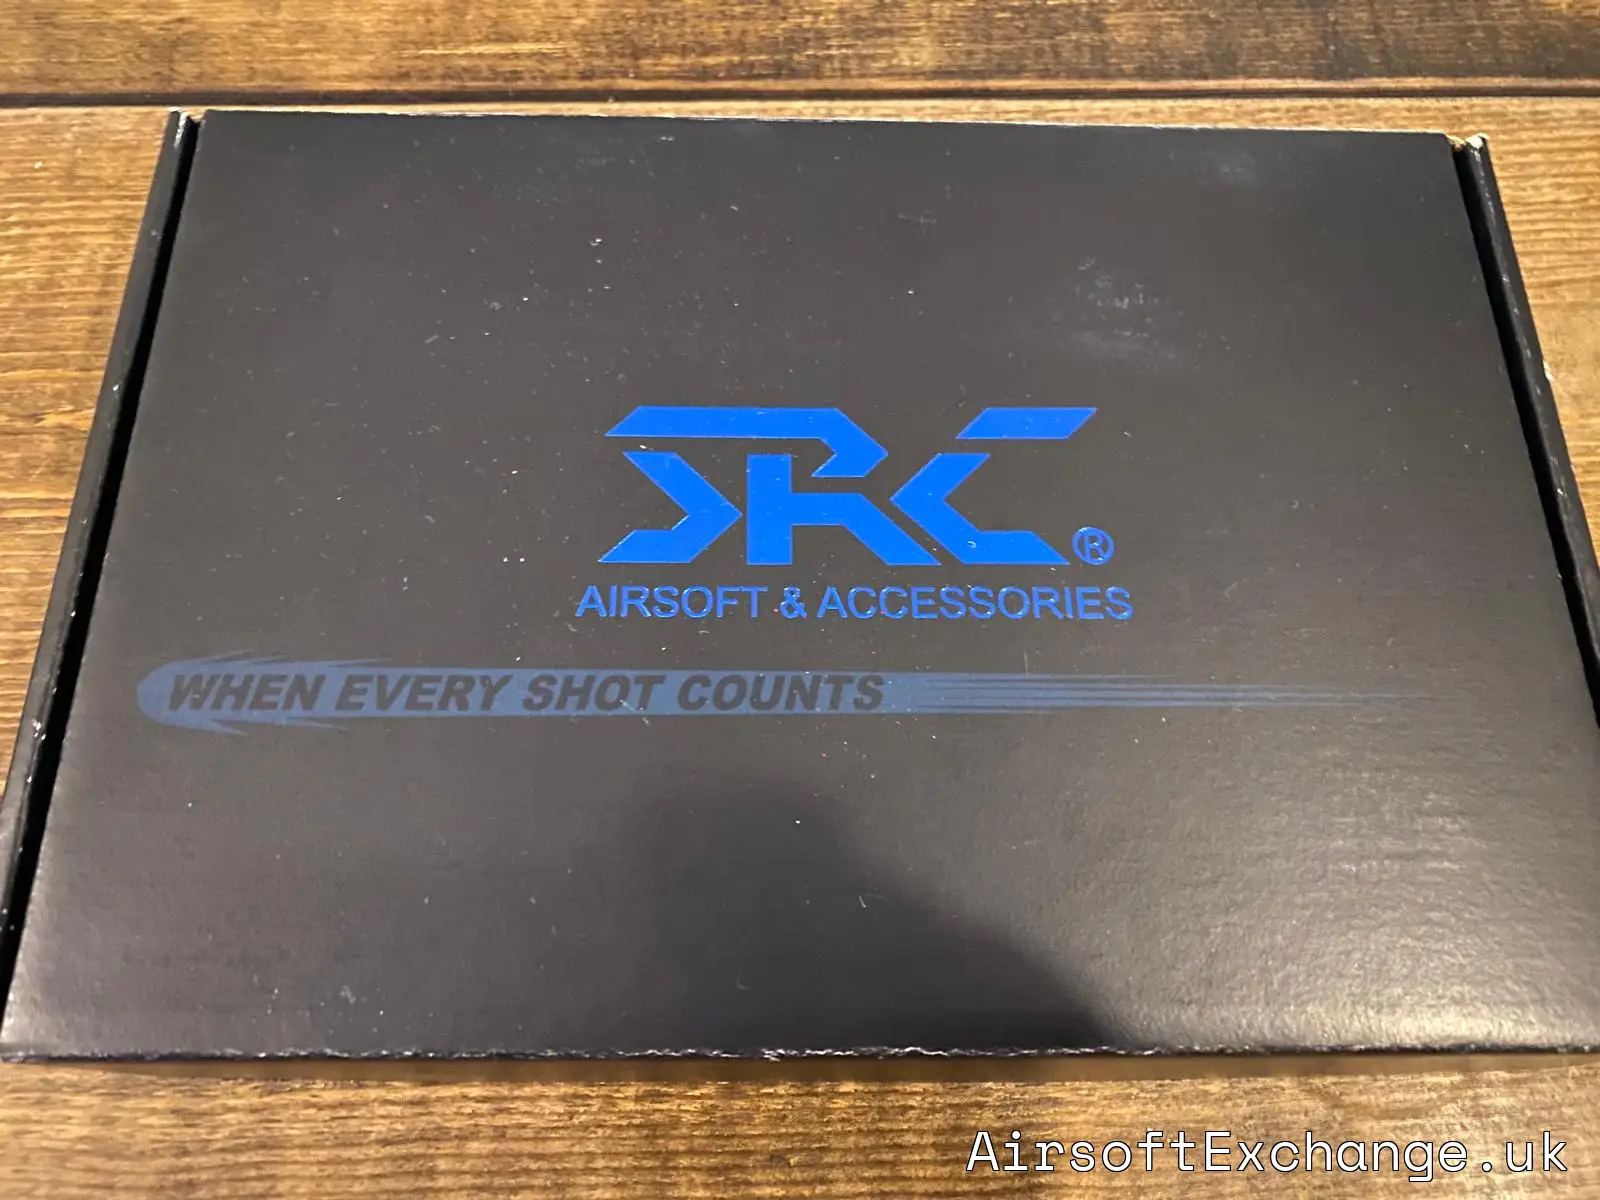 SRC®
AIRSOFT & ACCESSORIES
WHEN EVERY SHOT COUNTS
AirsoftExchange.uk